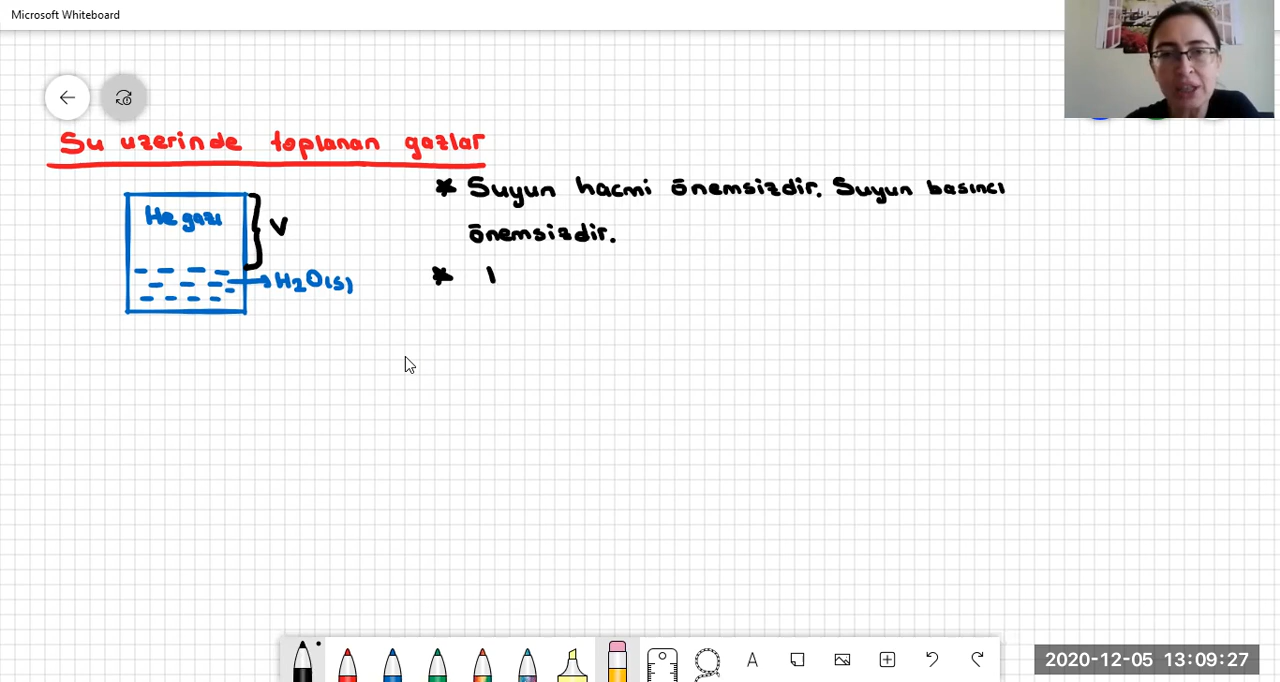 Microsoft Whiteboard
Su uzerinde toplanan gazlar
* Suyun hacmi önemsizdir. Suyun basıncı
önemsizdir.
*
He gazı
V
H2O(s)
A
2020-12-05 13:09:27